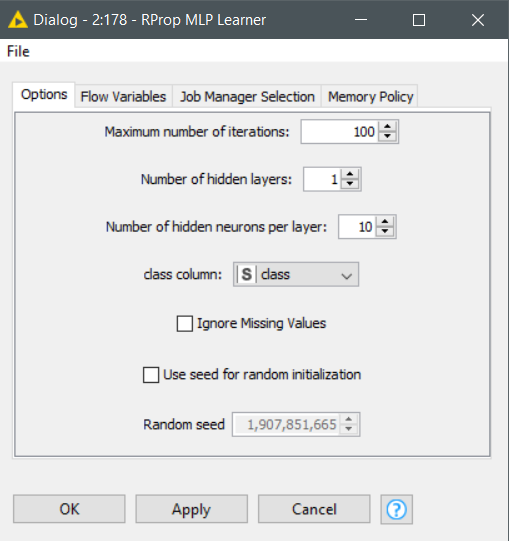 Dialog - 2:178 - RProp MLP Learner
File
Options Flow Variables Job Manager Selection Memory Policy
Maximum number of iterations: 100
Number of hidden layers: 1
Number of hidden neurons per layer: 10
class column: S class
Ignore Missing Values
Use seed for random initialization
Random seed 1,907,851,665
OK Apply Cancel ?